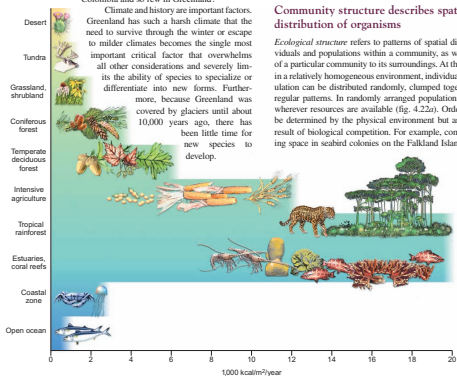 Climate and history are important factors.
Greenland has such a harsh climate that the
need to survive through the winter or escape
to milder climates becomes the single most
important critical factor that overwhelms
all other considerations and severely lim-
its the ability of species to specialize or
differentiate into new forms. Further-
more, because Greenland was
covered by glaciers until about
10,000 years ago, there has
been little time for
new species to
develop.
Community structure describes spat
distribution of organisms
Ecological structure refers to patterns of spatial di
viduals and populations within a community, as w
of a particular community to its surroundings. At th
in a relatively homogeneous environment, individua
ulation can be distributed randomly, clumped toge
regular patterns. In randomly arranged population
wherever resources are available (fig. 4.22a). Orde
be determined by the physical environment but a
result of biological competition. For example, con
ing space in seabird colonies on the Falkland Islan
Desert
Tundra
Grassland,
shrubland
Coniferous
forest
Temperate
deciduous
forest
Intensive
agriculture
Tropical
rainforest
Estuaries,
coral reefs
Coastal
zone
Open ocean
0 2 4 6 8 10 12 14 16 18 20
1,000 kcal/m²/year